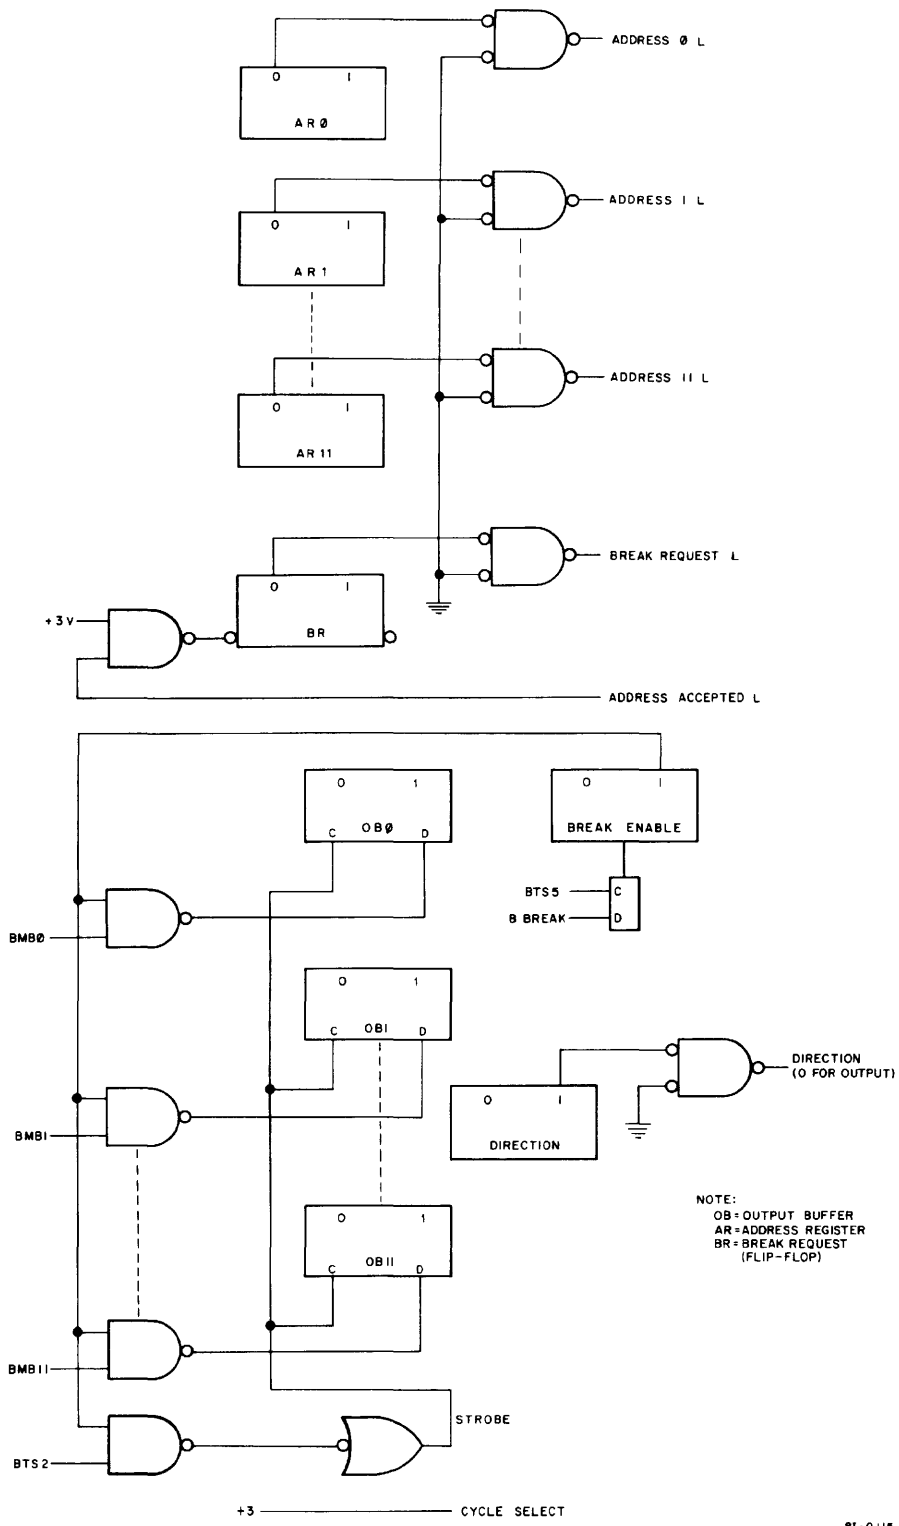 ADDRESS Ø L
0 1
AR Ø
ADDRESS 1 L
0 1
AR 1
ADDRESS 11 L
0 1
AR 11
BREAK REQUEST L
0 1
+3V
BR
ADDRESS ACCEPTED L
0 1
0 1
C OBØ D
BREAK ENABLE
BTS5 C
B BREAK D
BMBØ
0 1
C OB1 D
DIRECTION
(0 FOR OUTPUT)
0 1
BMB1
DIRECTION
NOTE:
OB = OUTPUT BUFFER
AR = ADDRESS REGISTER
BR = BREAK REQUEST
(FLIP-FLOP)
0 1
C OB11 D
BMB11
STROBE
BTS2
+3 CYCLE SELECT